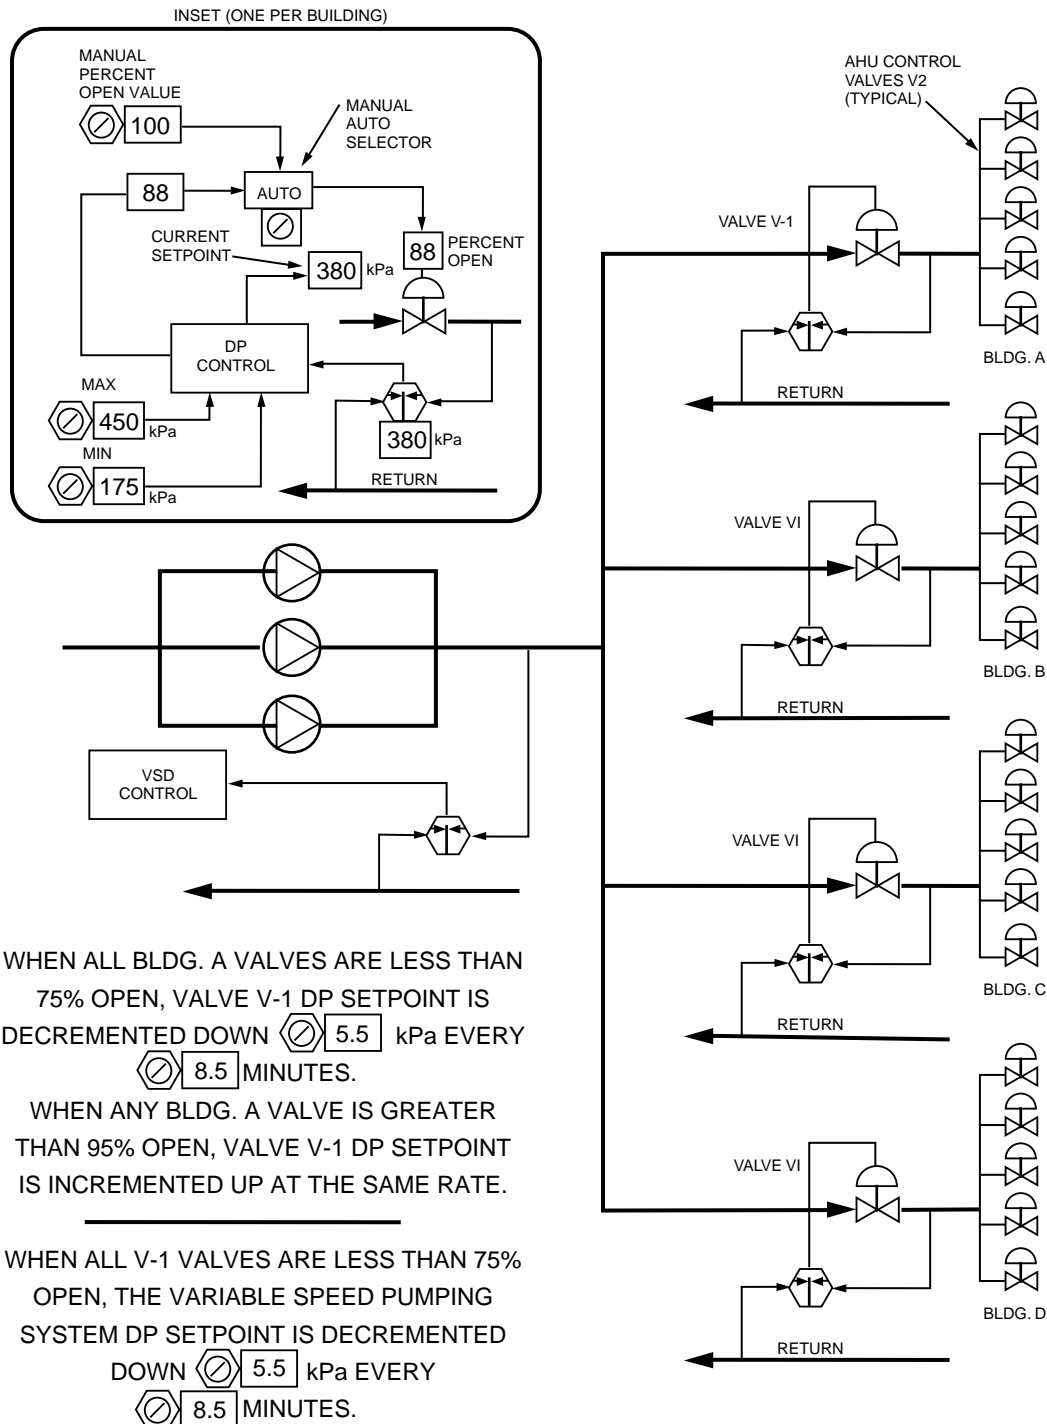 INSET (ONE PER BUILDING)
MANUAL
PERCENT
OPEN VALUE
100
MANUAL
AUTO
SELECTOR
88
AUTO
CURRENT
SETPOINT
380 kPa
88
PERCENT
OPEN
DP
CONTROL
MAX
450 kPa
MIN
175 kPa
380 kPa
RETURN
VSD
CONTROL
AHU CONTROL
VALVES V2
(TYPICAL)
VALVE V-1
BLDG. A
RETURN
VALVE VI
BLDG. B
RETURN
VALVE VI
BLDG. C
RETURN
VALVE VI
BLDG. D
RETURN
WHEN ALL BLDG. A VALVES ARE LESS THAN
75% OPEN, VALVE V-1 DP SETPOINT IS
DECREMENTED DOWN 5.5 kPa EVERY
8.5 MINUTES.
WHEN ANY BLDG. A VALVE IS GREATER
THAN 95% OPEN, VALVE V-1 DP SETPOINT
IS INCREMENTED UP AT THE SAME RATE.
WHEN ALL V-1 VALVES ARE LESS THAN 75%
OPEN, THE VARIABLE SPEED PUMPING
SYSTEM DP SETPOINT IS DECREMENTED
DOWN 5.5 kPa EVERY
8.5 MINUTES.